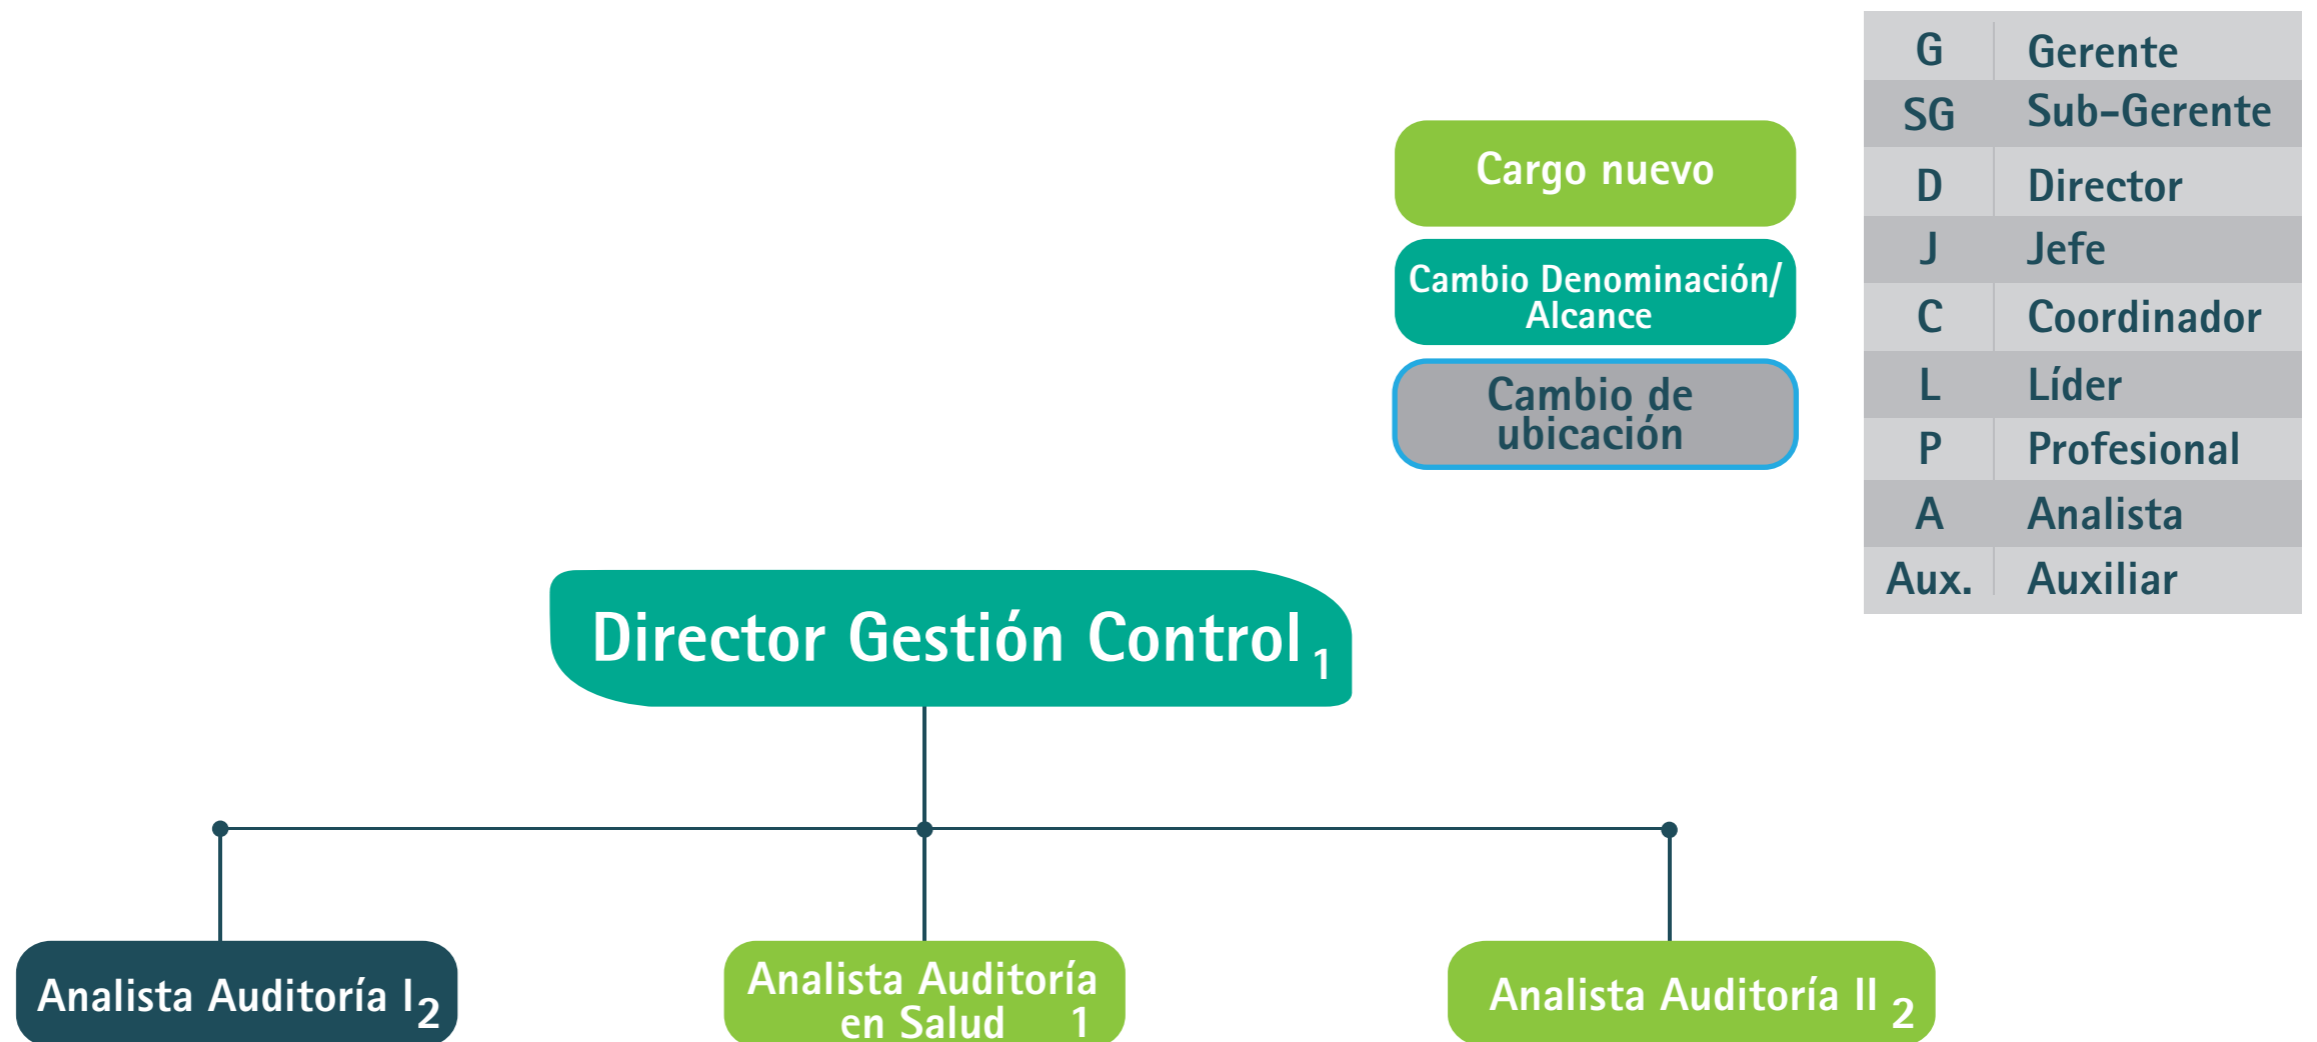 G Gerente
SG Sub-Gerente
D Director
J Jefe
C Coordinador
L Líder
P Profesional
A Analista
Aux. Auxiliar
Cargo nuevo
Cambio Denominación/
Alcance
Cambio de
ubicación
Director Gestión Control 1
Analista Auditoría I 2
Analista Auditoría
en Salud 1
Analista Auditoría II 2